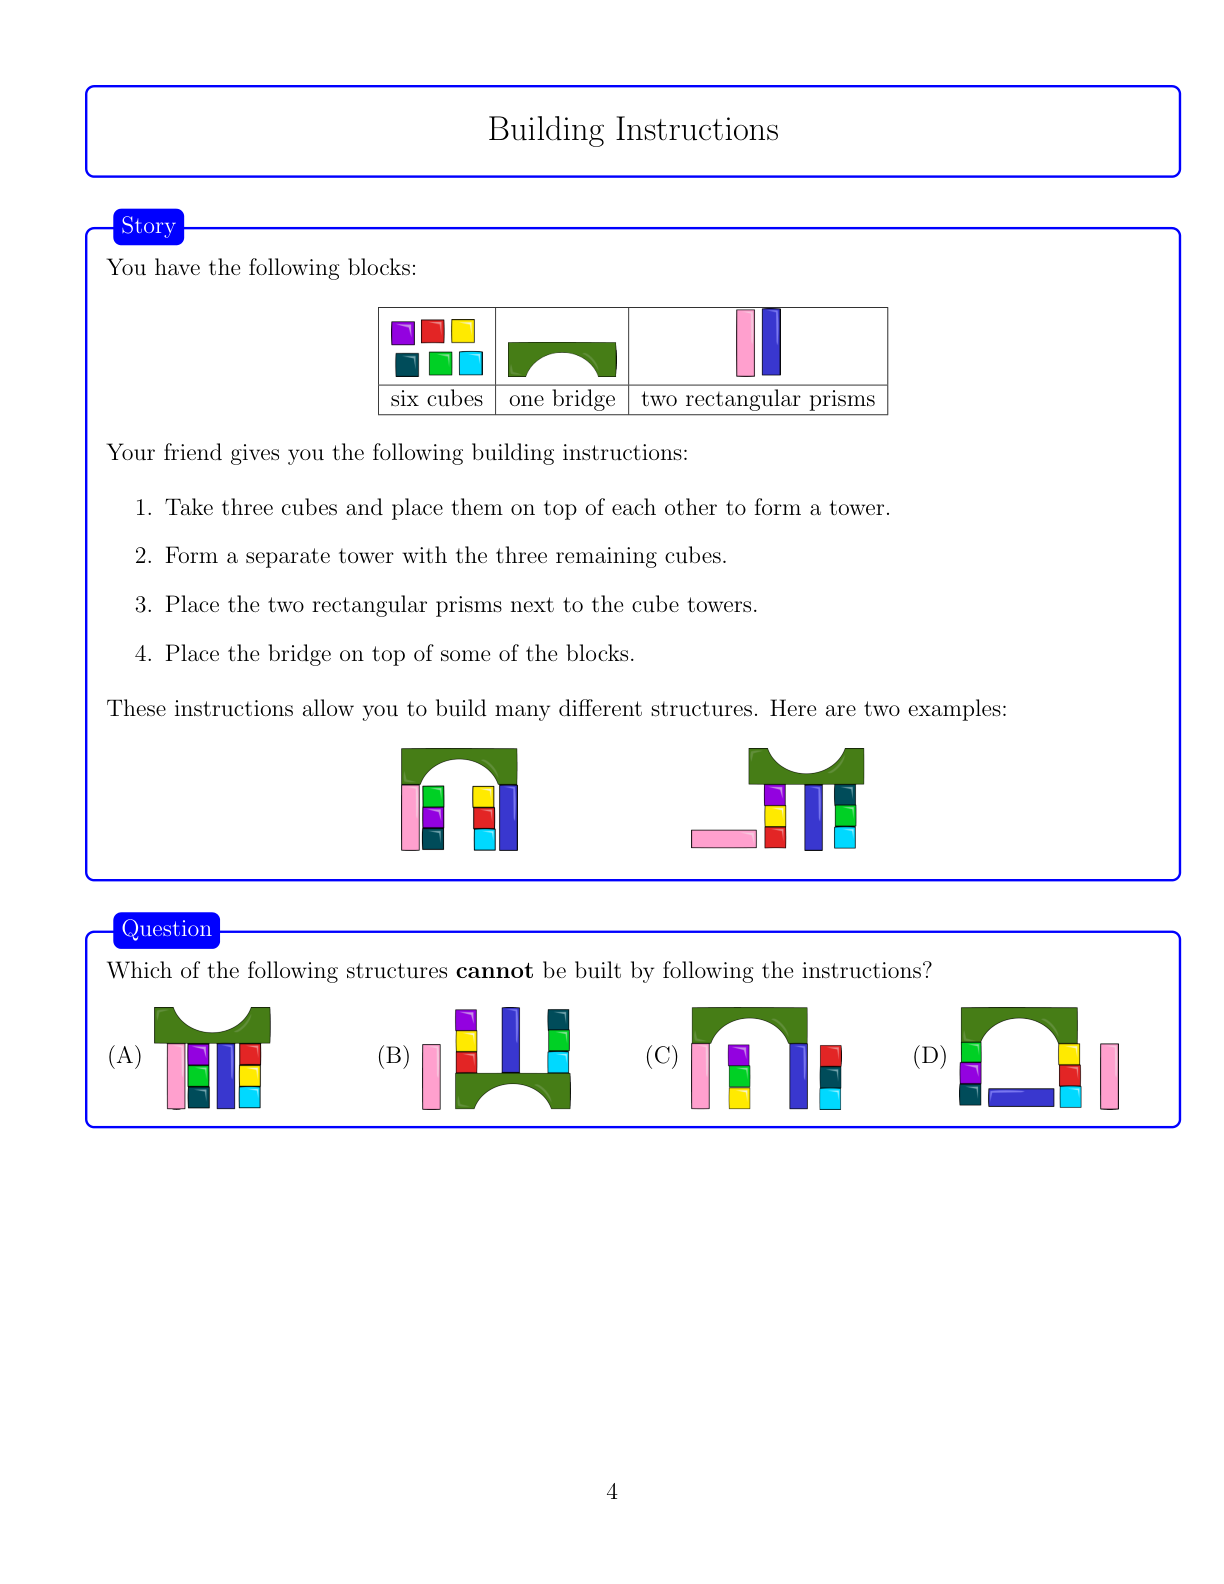 Building Instructions
Story
You have the following blocks:
six cubes one bridge two rectangular prisms
Your friend gives you the following building instructions:
1. Take three cubes and place them on top of each other to form a tower.
2. Form a separate tower with the three remaining cubes.
3. Place the two rectangular prisms next to the cube towers.
4. Place the bridge on top of some of the blocks.
These instructions allow you to build many different structures. Here are two examples:
Question
Which of the following structures cannot be built by following the instructions?
(A) (B) (C) (D)
4